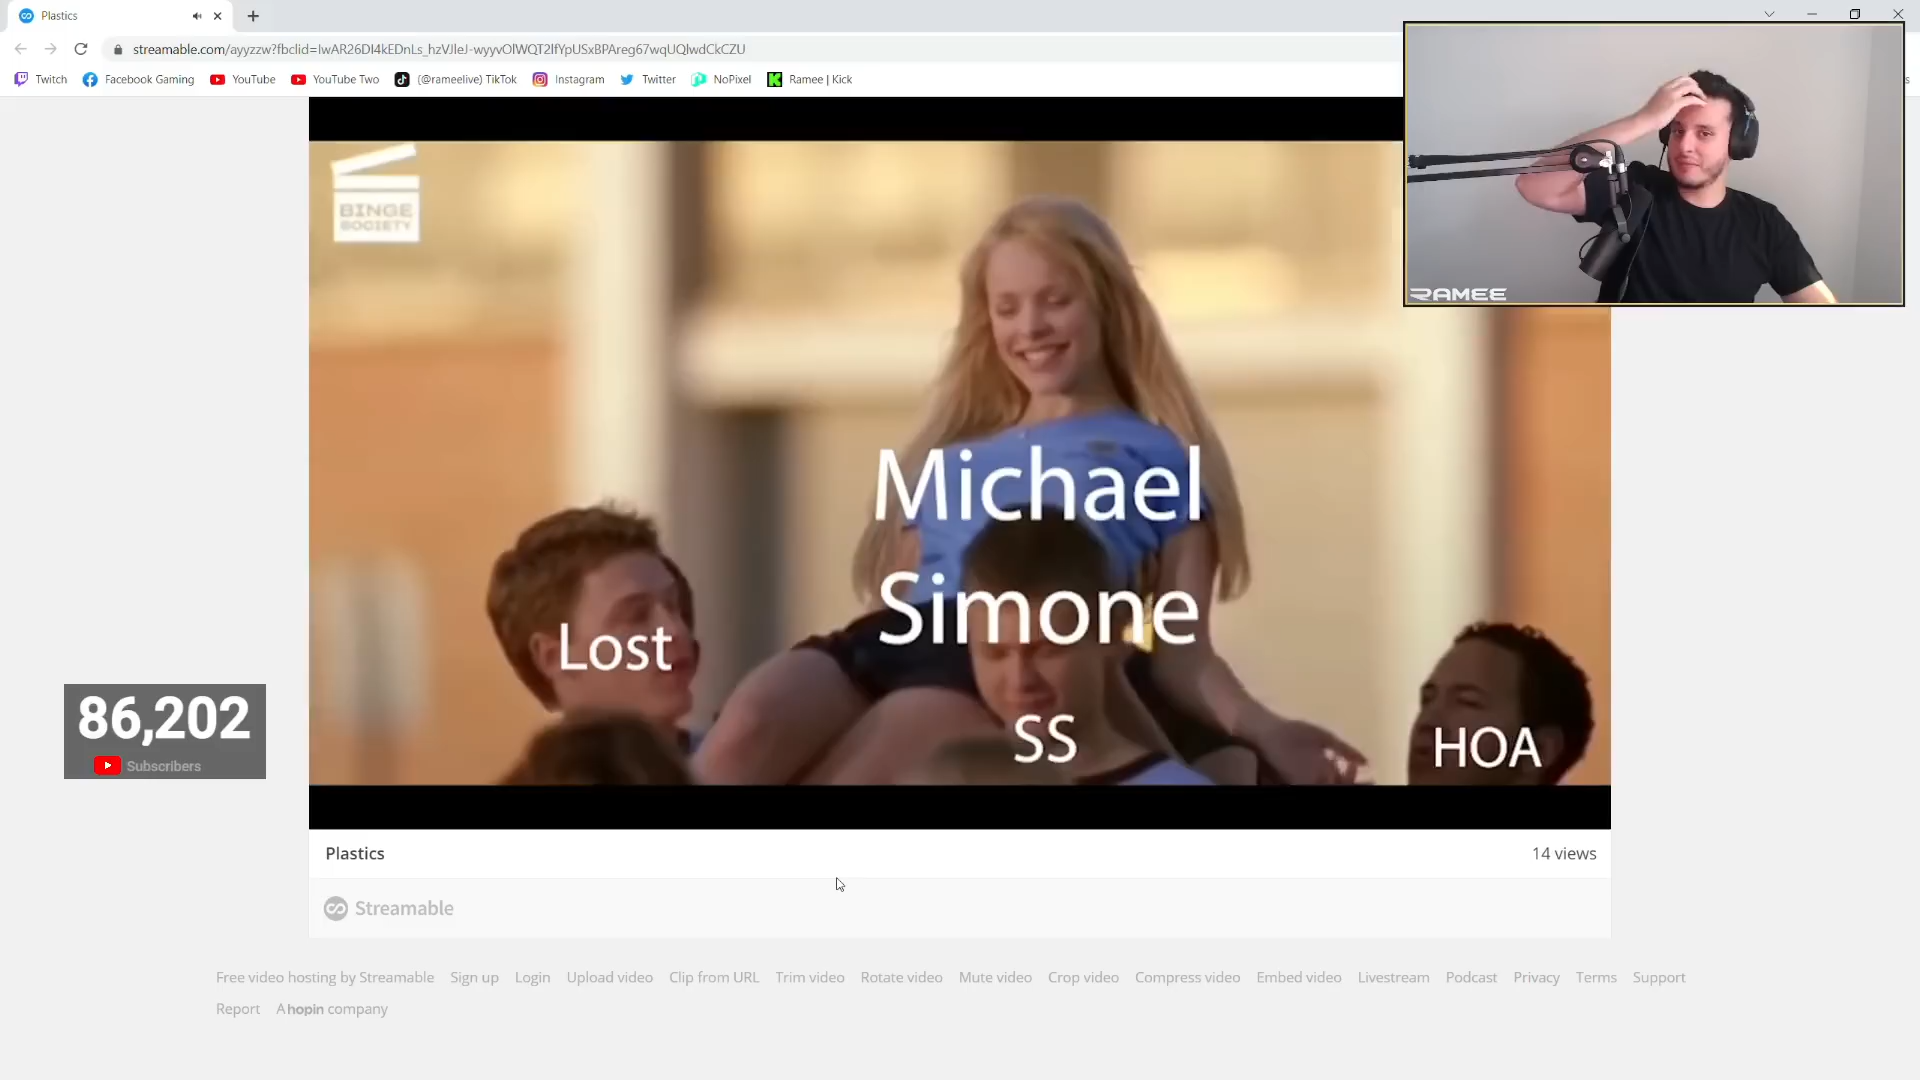 Plastics
streamable.com/ayyzzw?fbclid=IwAR26DI4kEDnLs_hzVJleJ-wyyvOlWQT2lfYpUSxBPAreg67wqUQlwdCkCZU
Twitch
Facebook Gaming
YouTube
YouTube Two
(@rameelive) TikTok
Instagram
Twitter
NoPixel
Ramee | Kick
BINGE
SOCIETY
RAMEE
Michael
Simone
Lost
SS
HOA
86,202
Subscribers
Plastics
14 views
Streamable
Free video hosting by Streamable Sign up Login Upload video Clip from URL Trim video Rotate video Mute video Crop video Compress video Embed video Livestream Podcast Privacy Terms Support
Report A hopin company